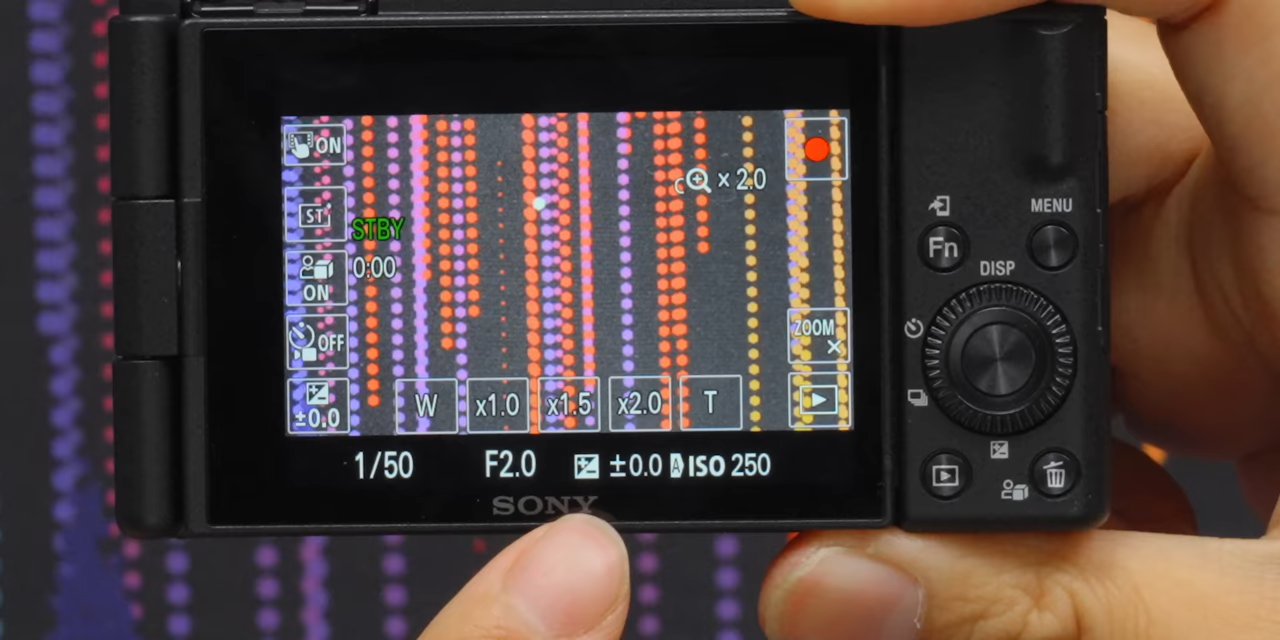 ON
ST
STBY
0:00
ON
OFF
±0.0
× 2.0
ZOOM
W
x1.0
x1.5
x2.0
T
1/50
F2.0
±0.0
A ISO 250
SONY
Fn
MENU
DISP